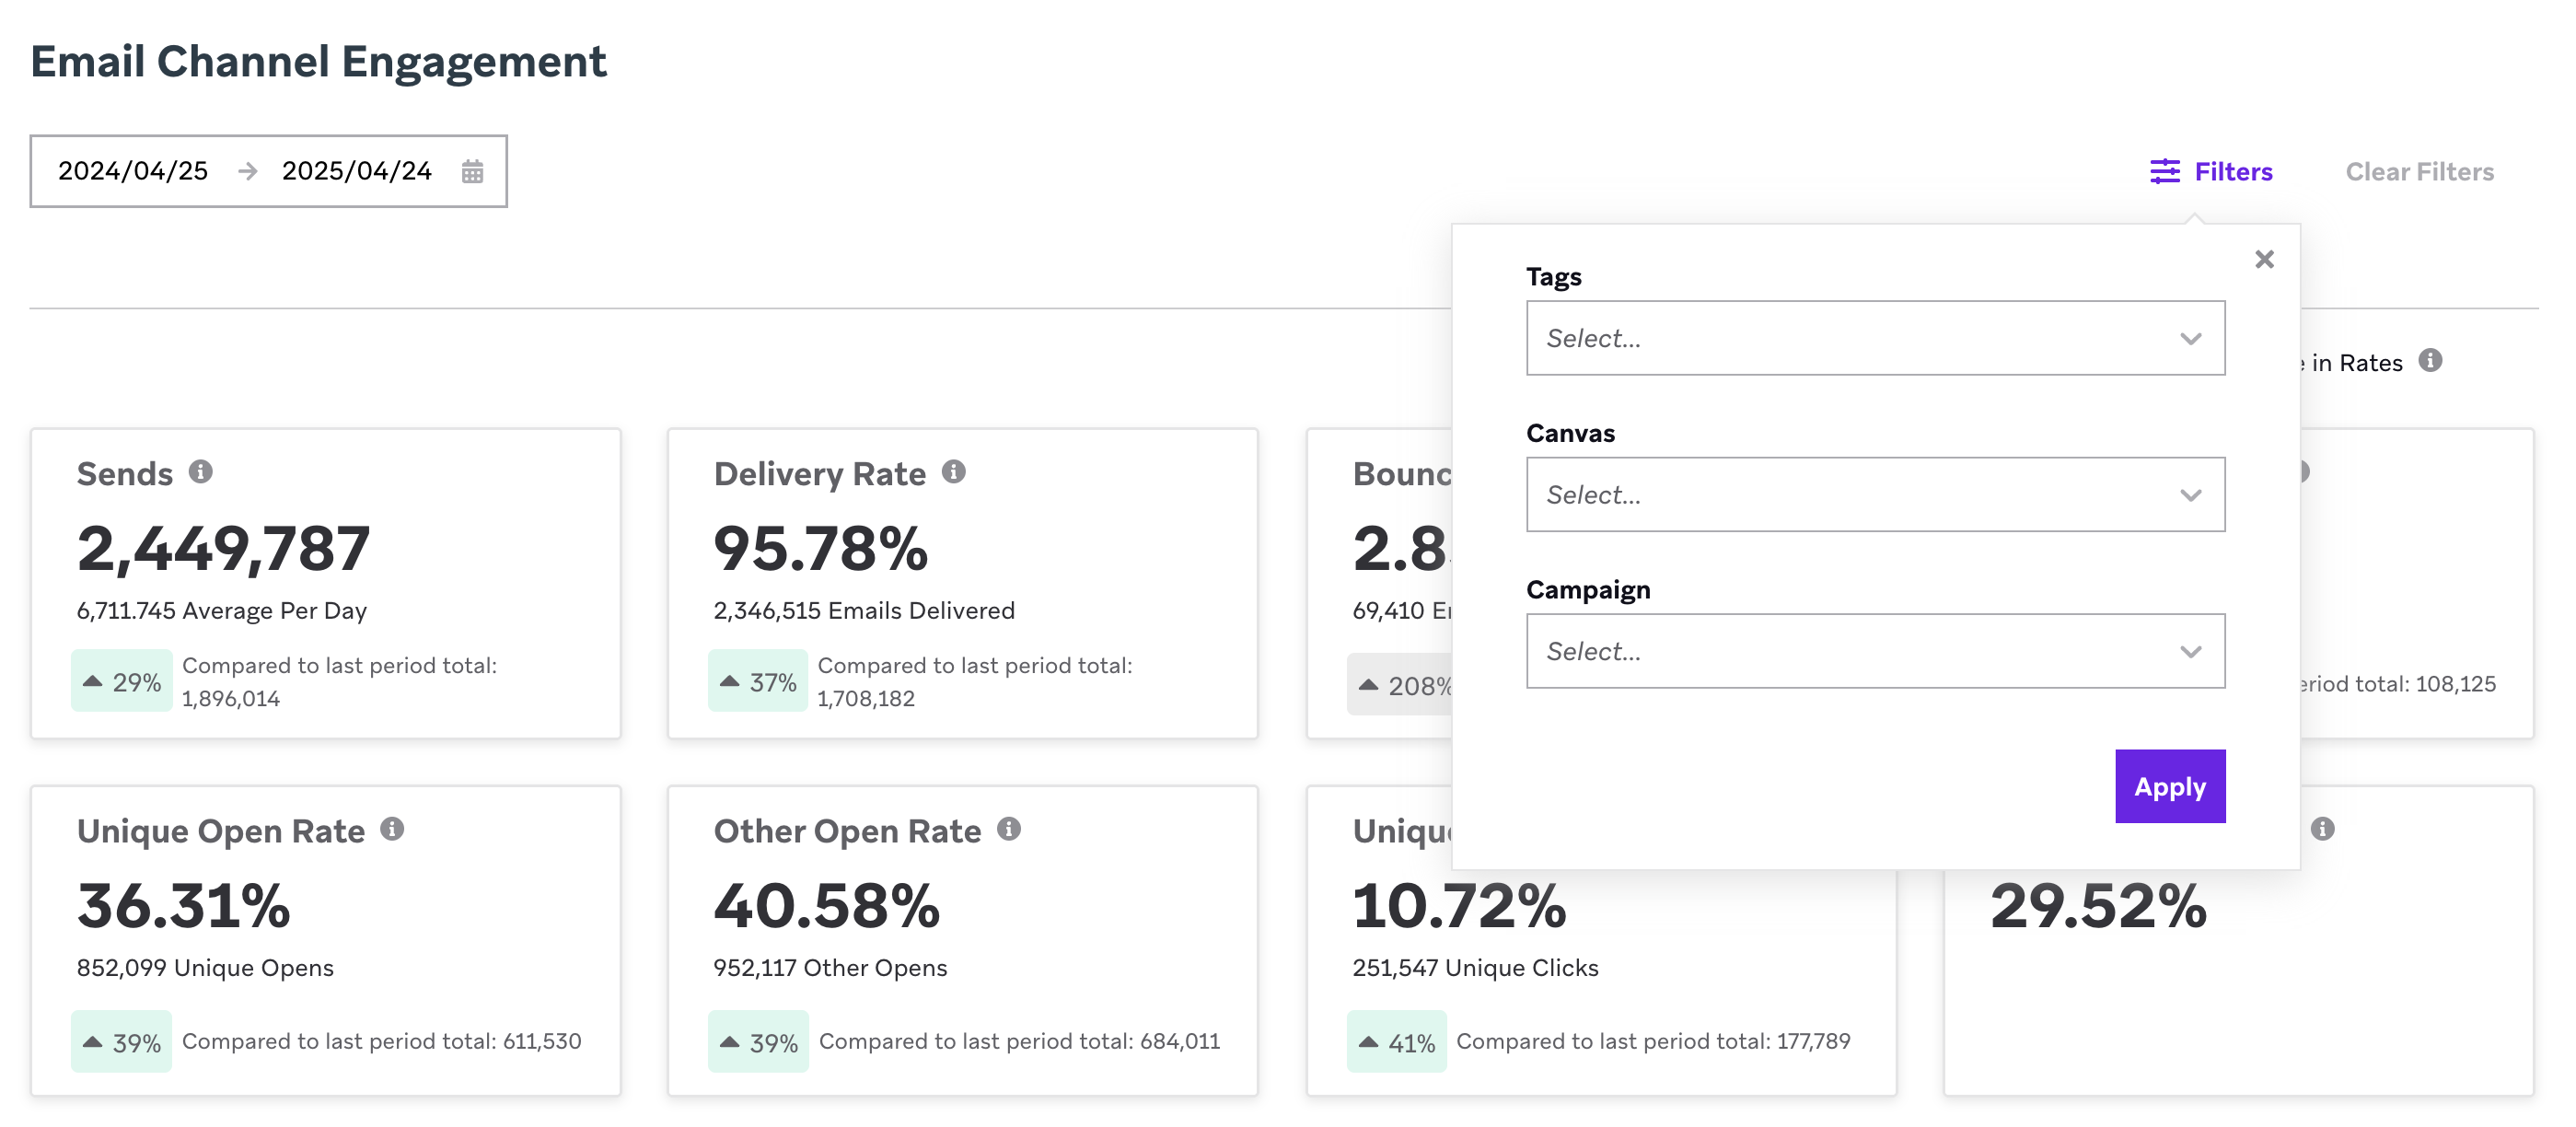 Email Channel Engagement
2024/04/25 → 2025/04/24
Filters
Clear Filters
Tags
Select...
Canvas
Select...
Campaign
Select...
Apply
in Rates
Sends
2,449,787
6,711.745 Average Per Day
29%
Compared to last period total:
1,896,014
Delivery Rate
95.78%
2,346,515 Emails Delivered
37%
Compared to last period total:
1,708,182
69,410
208%
total: 108,125
Unique Open Rate
36.31%
852,099 Unique Opens
39% Compared to last period total: 611,530
Other Open Rate
40.58%
952,117 Other Opens
39% Compared to last period total: 684,011
10.72%
251,547 Unique Clicks
41% Compared to last period total: 177,789
29.52%